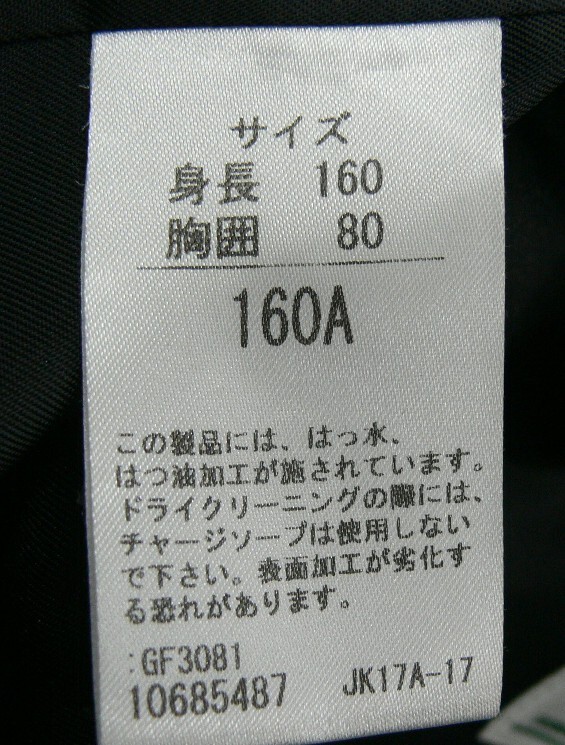 サイズ
身長 160
胸囲 80
160A
この製品には、はっ水、
はつ油加工が施されています。
ドライクリーニングの際には、
チャージソープは使用しない
で下さい。表面加工が劣化す
る恐れがあります。
:GF3081
10685487 JK17A-17